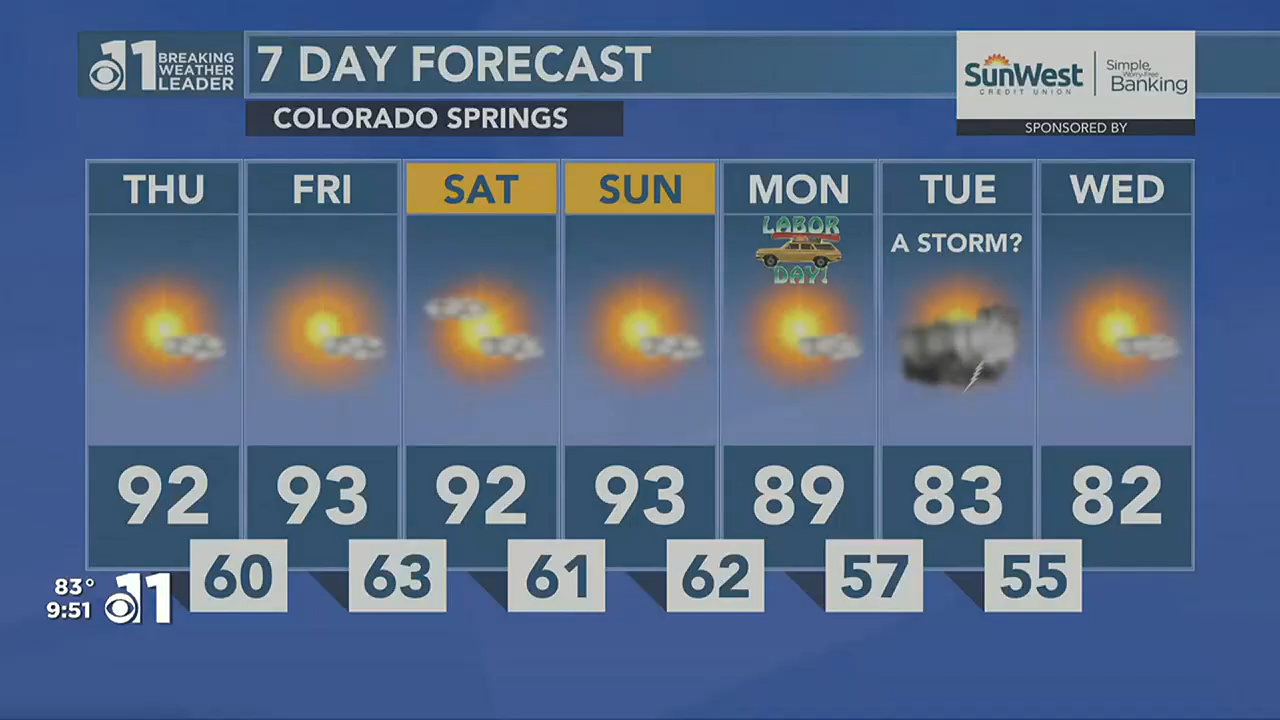 11 BREAKING
WEATHER
LEADER
7 DAY FORECAST
COLORADO SPRINGS
SunWest
CREDIT UNION
Simple,
Worry-Free
Banking
SPONSORED BY
THU FRI SAT SUN MON TUE WED
LABOR
DAY!
A STORM?
92 93 92 93 89 83 82
60 63 61 62 57 55
83°
9:51
11